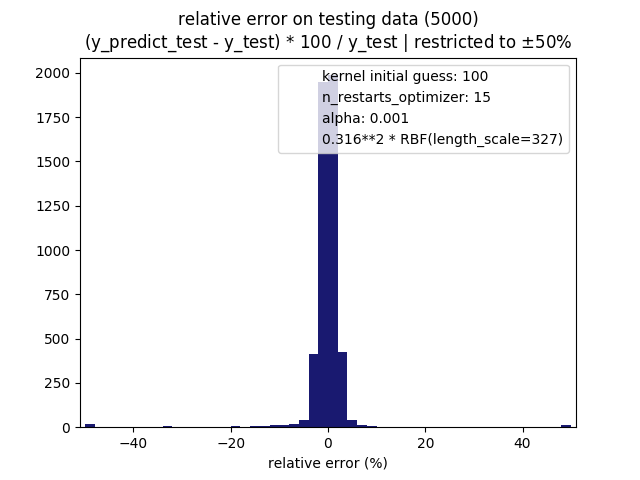 relative error on testing data (5000)
(y_predict_test - y_test) * 100 / y_test | restricted to ±50%
kernel initial guess: 100
n_restarts_optimizer: 15
alpha: 0.001
0.316**2 * RBF(length_scale=327)
2000
1750
1500
1250
1000
750
500
250
0
−40
−20
0
20
40
relative error (%)